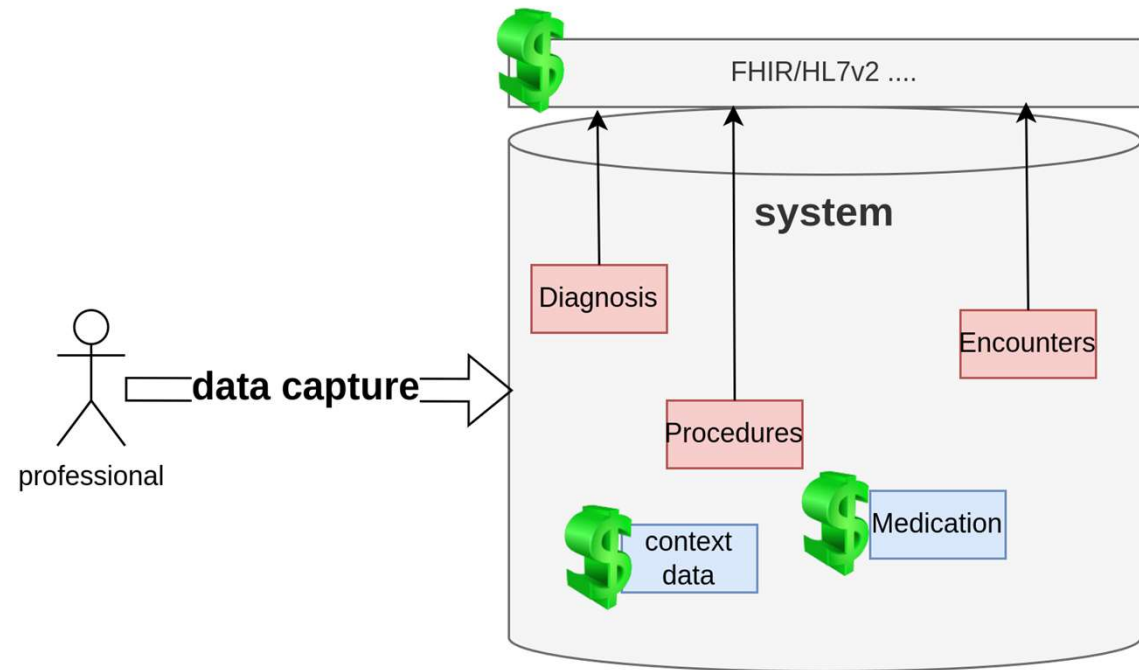 FHIR/HL7v2 ....
system
Diagnosis
Encounters
data capture
Procedures
professional
Medication
context
data